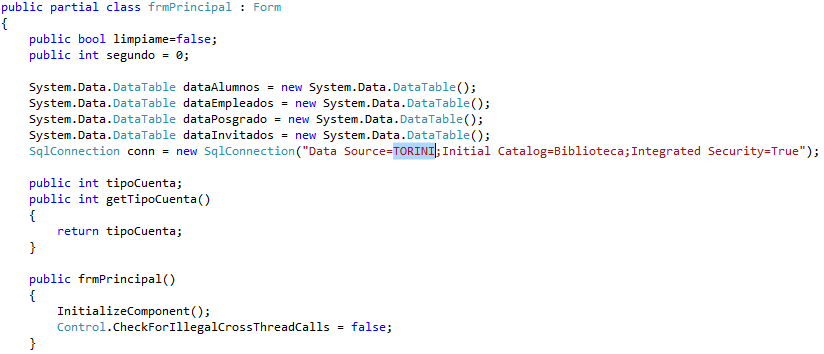 public partial class frmPrincipal : Form
{
public bool limpiame=false;
public int segundo = 0;
System.Data.DataTable dataAlumnos = new System.Data.DataTable();
System.Data.DataTable dataEmpleados = new System.Data.DataTable();
System.Data.DataTable dataPosgrado = new System.Data.DataTable();
System.Data.DataTable dataInvitados = new System.Data.DataTable();
SqlConnection conn = new SqlConnection("Data Source=TORINI;Initial Catalog=Biblioteca;Integrated Security=True");
public int tipoCuenta;
public int getTipoCuenta()
{
return tipoCuenta;
}
public frmPrincipal()
{
InitializeComponent();
Control.CheckForIllegalCrossThreadCalls = false;
}